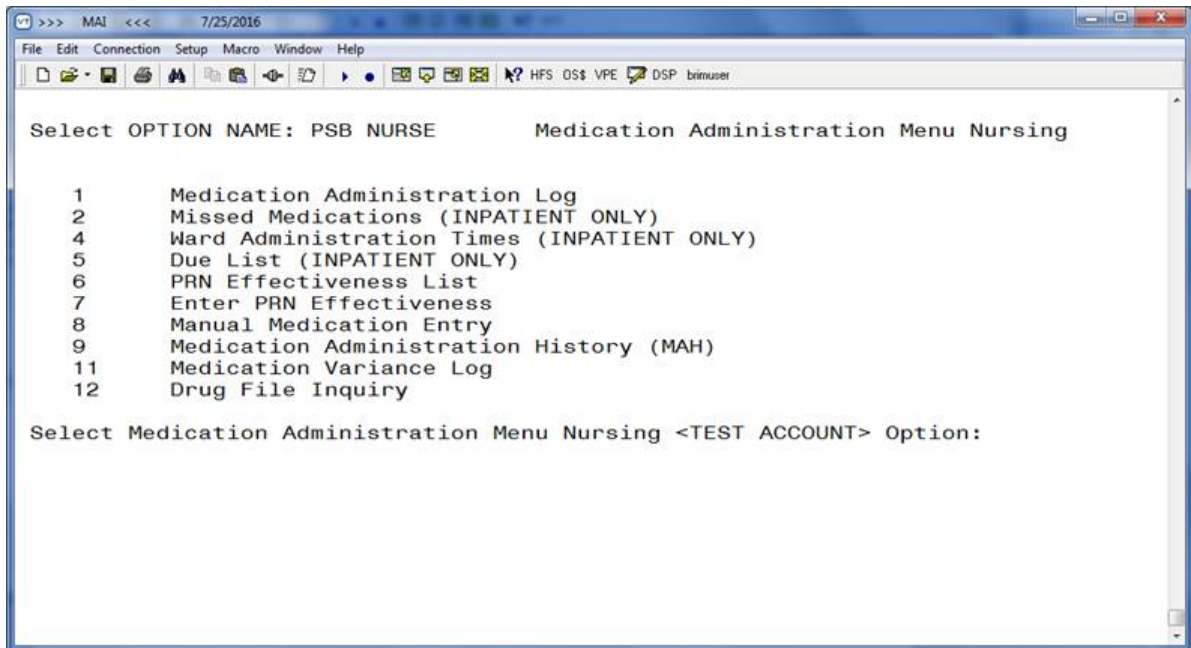 >>> MAI <<< 7/25/2016
File Edit Connection Setup Macro Window Help
HFS OS$ VPE DSP brimuser
Select OPTION NAME: PSB NURSE Medication Administration Menu Nursing
1 Medication Administration Log
2 Missed Medications (INPATIENT ONLY)
4 Ward Administration Times (INPATIENT ONLY)
5 Due List (INPATIENT ONLY)
6 PRN Effectiveness List
7 Enter PRN Effectiveness
8 Manual Medication Entry
9 Medication Administration History (MAH)
11 Medication Variance Log
12 Drug File Inquiry
Select Medication Administration Menu Nursing <TEST ACCOUNT> Option: